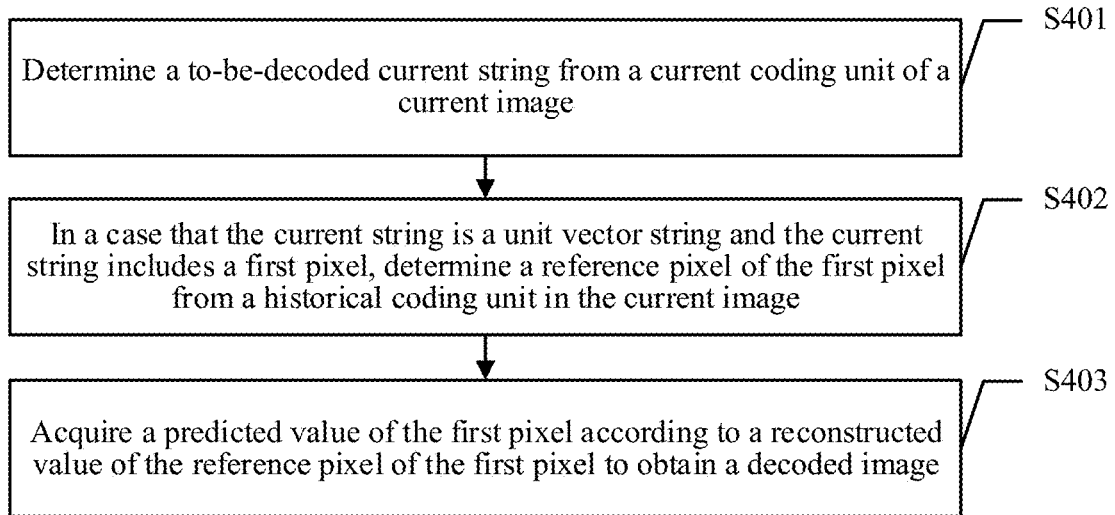 S401
Determine a to-be-decoded current string from a current coding unit of a
current image
S402
In a case that the current string is a unit vector string and the current
string includes a first pixel, determine a reference pixel of the first pixel
from a historical coding unit in the current image
S403
Acquire a predicted value of the first pixel according to a reconstructed
value of the reference pixel of the first pixel to obtain a decoded image